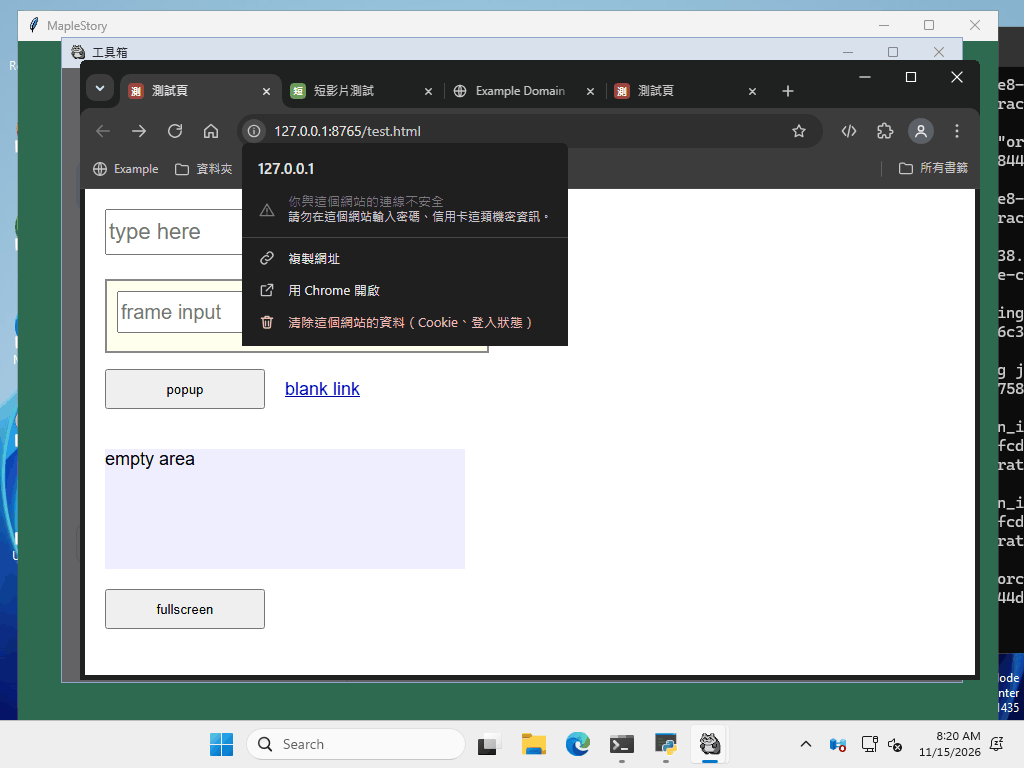 MapleStory
工具箱
測試頁
短影片測試
Example Domain
測試頁
127.0.0.1:8765/test.html
Example
資料夾
所有書籤
127.0.0.1
你與這個網站的連線不安全
請勿在這個網站輸入密碼、信用卡這類機密資訊。
複製網址
用 Chrome 開啟
清除這個網站的資料（Cookie、登入狀態）
type here
frame input
popup
blank link
empty area
fullscreen
Search
8:20 AM
11/15/2026